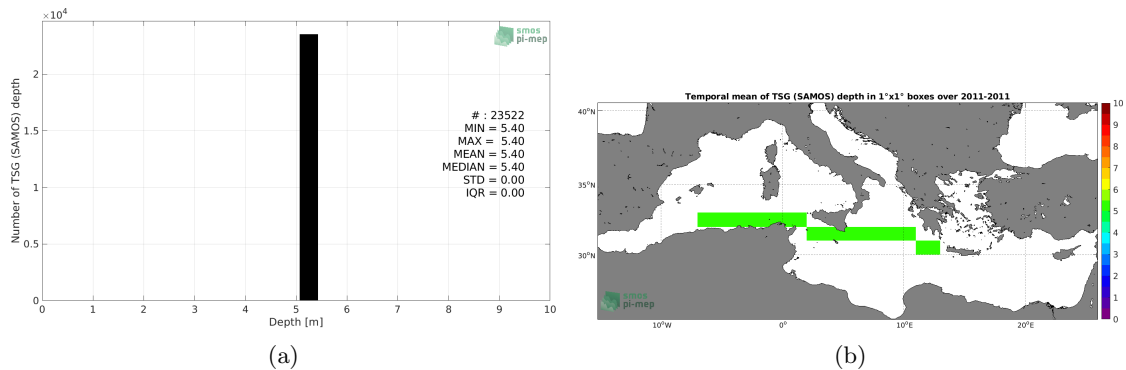 ×10⁴
smos
pi-mep
2
1.5
1
0.5
0
Number of TSG (SAMOS) depth
# : 23522
MIN = 5.40
MAX = 5.40
MEAN = 5.40
MEDIAN = 5.40
STD = 0.00
IQR = 0.00
0 1 2 3 4 5 6 7 8 9 10
Depth [m]
(a)
Temporal mean of TSG (SAMOS) depth in 1°x1° boxes over 2011-2011
40°N
35°N
30°N
10°W 0° 10°E 20°E
10
9
8
7
6
5
4
3
2
1
0
smos
pi-mep
(b)